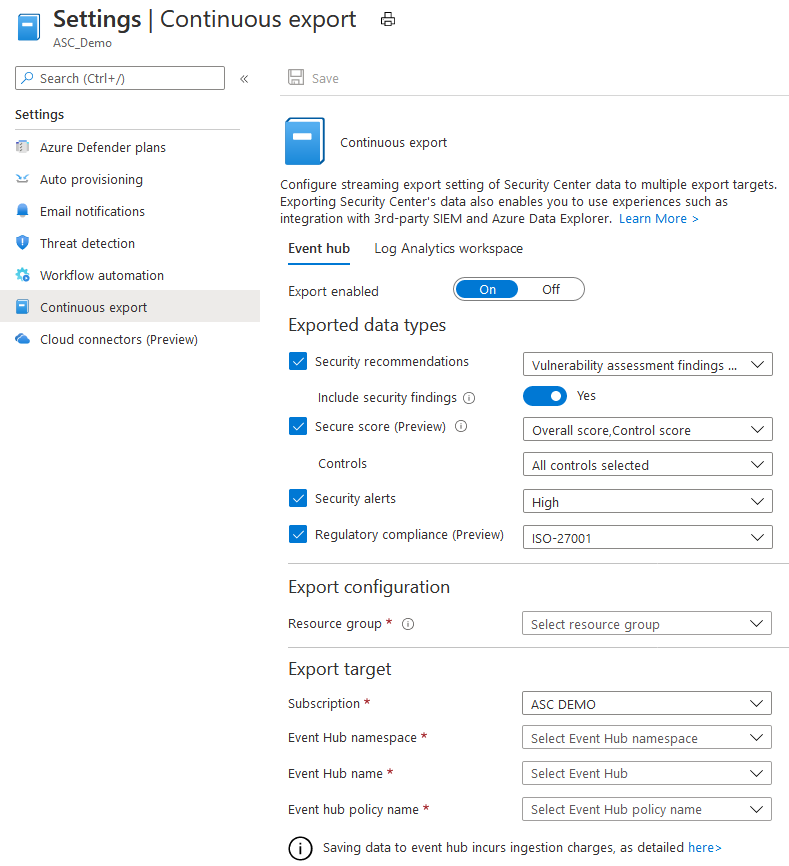 Settings | Continuous export
ASC_Demo
Search (Ctrl+/)
«
Save
Settings
Azure Defender plans
Auto provisioning
Email notifications
Threat detection
Workflow automation
Continuous export
Cloud connectors (Preview)
Continuous export
Configure streaming export setting of Security Center data to multiple export targets.
Exporting Security Center's data also enables you to use experiences such as
integration with 3rd-party SIEM and Azure Data Explorer. Learn More >
Event hub Log Analytics workspace
Export enabled On Off
Exported data types
Security recommendations Vulnerability assessment findings ...
Include security findings Yes
Secure score (Preview) Overall score,Control score
Controls All controls selected
Security alerts High
Regulatory compliance (Preview) ISO-27001
Export configuration
Resource group * Select resource group
Export target
Subscription * ASC DEMO
Event Hub namespace * Select Event Hub namespace
Event Hub name * Select Event Hub
Event hub policy name * Select Event Hub policy name
Saving data to event hub incurs ingestion charges, as detailed here>